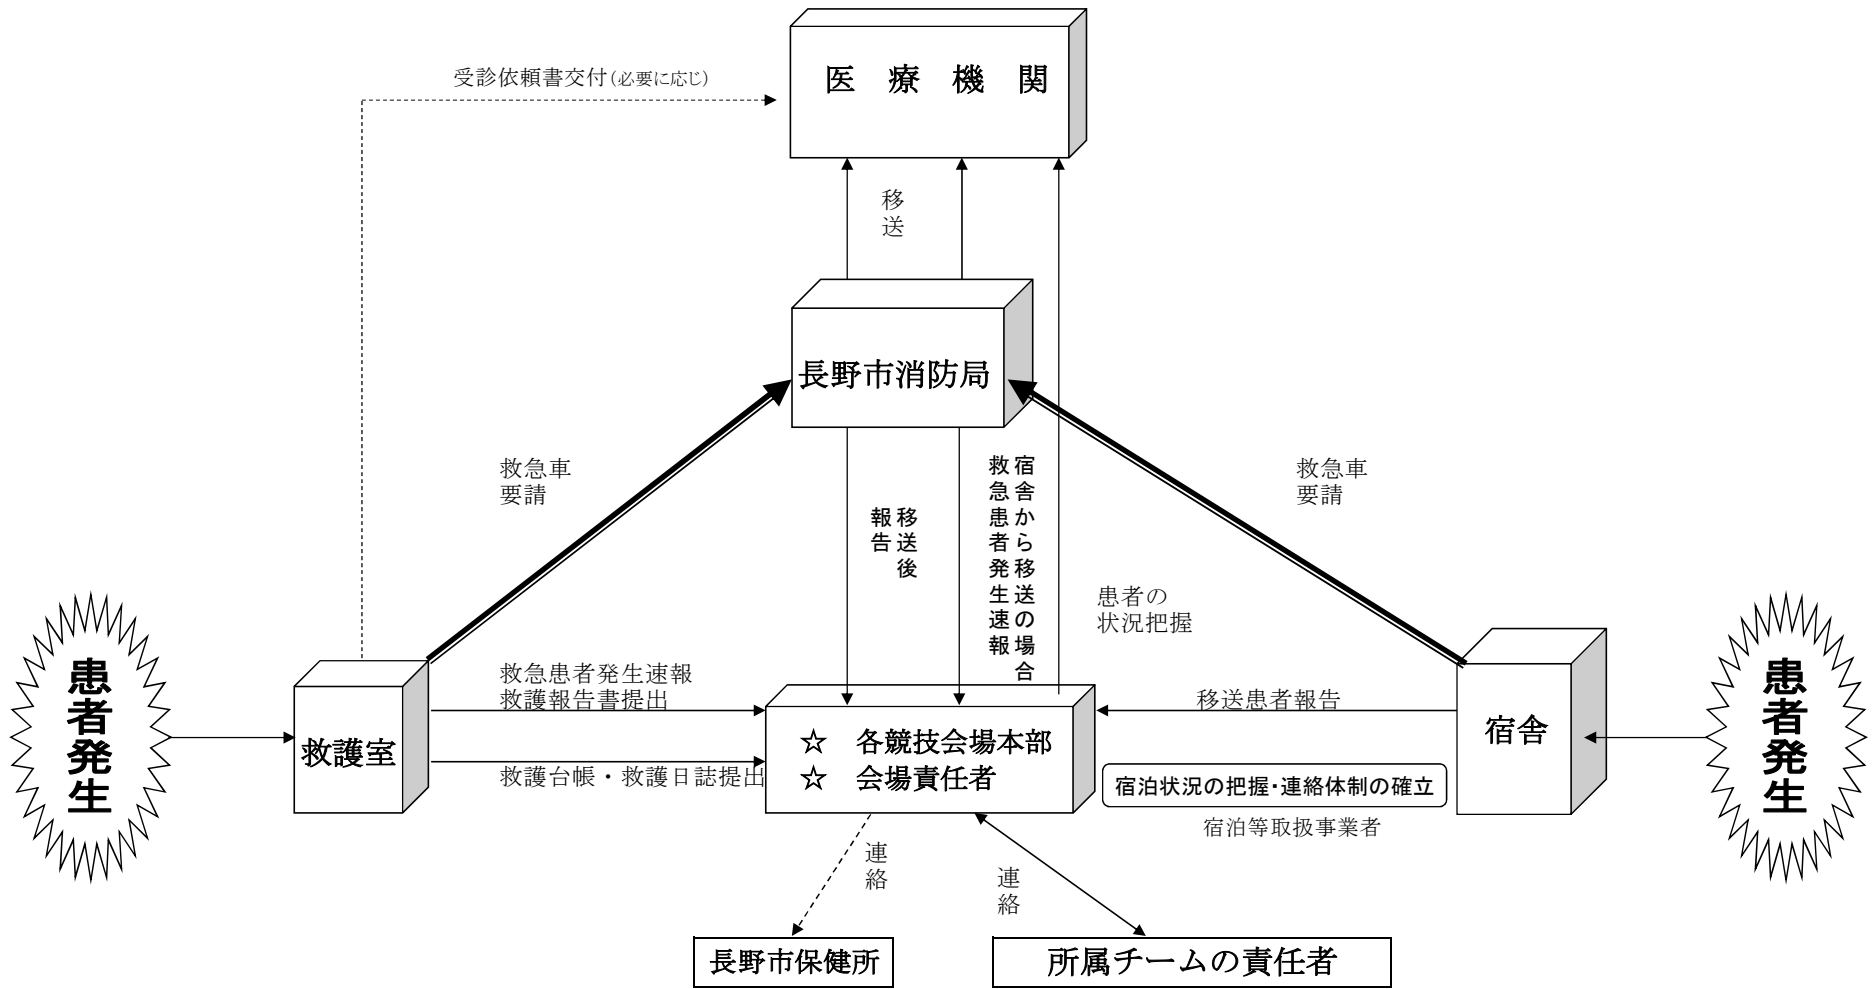 医療機関
受診依頼書交付(必要に応じ)
移送
長野市消防局
救急車
要請
救急車
要請
移送後
報告
宿舎から移送の場合
救急患者発生速報
患者の
状況把握
患者発生
救護室
救急患者発生速報
救護報告書提出
救護台帳・救護日誌提出
☆ 各競技会場本部
☆ 会場責任者
移送患者報告
宿泊状況の把握・連絡体制の確立
宿泊等取扱事業者
宿舎
患者発生
連絡
連絡
長野市保健所
所属チームの責任者